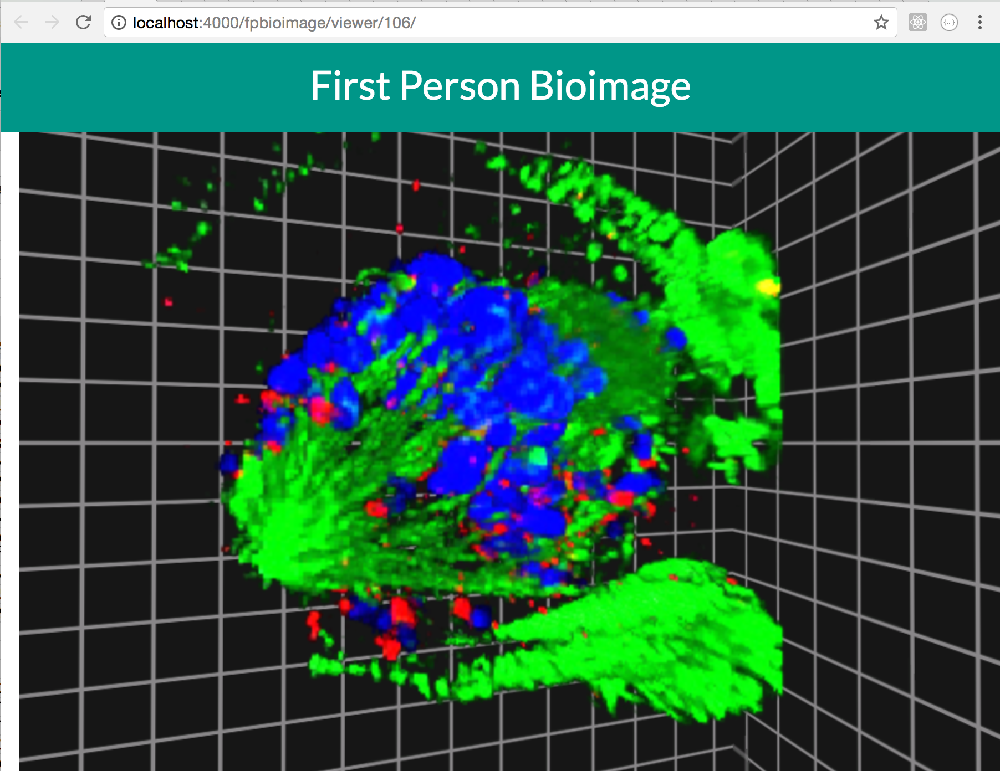 localhost:4000/fpbioimage/viewer/106/
First Person Bioimage